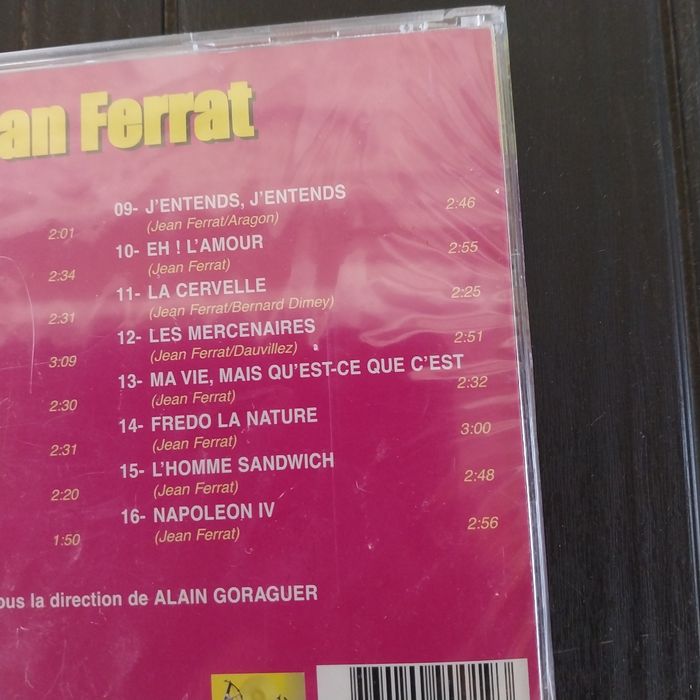 an Ferrat
2:01
2:34
2:31
3:09
2:30
2:31
2:20
1:50
09- J'ENTENDS, J'ENTENDS 2:46
(Jean Ferrat/Aragon)
10- EH ! L'AMOUR 2:55
(Jean Ferrat)
11- LA CERVELLE 2:25
(Jean Ferrat/Bernard Dimey)
12- LES MERCENAIRES 2:51
(Jean Ferrat/Dauvillez)
13- MA VIE, MAIS QU'EST-CE QUE C'EST 2:32
(Jean Ferrat)
14- FREDO LA NATURE 3:00
(Jean Ferrat)
15- L'HOMME SANDWICH 2:48
(Jean Ferrat)
16- NAPOLEON IV 2:56
(Jean Ferrat)
ous la direction de ALAIN GORAGUER